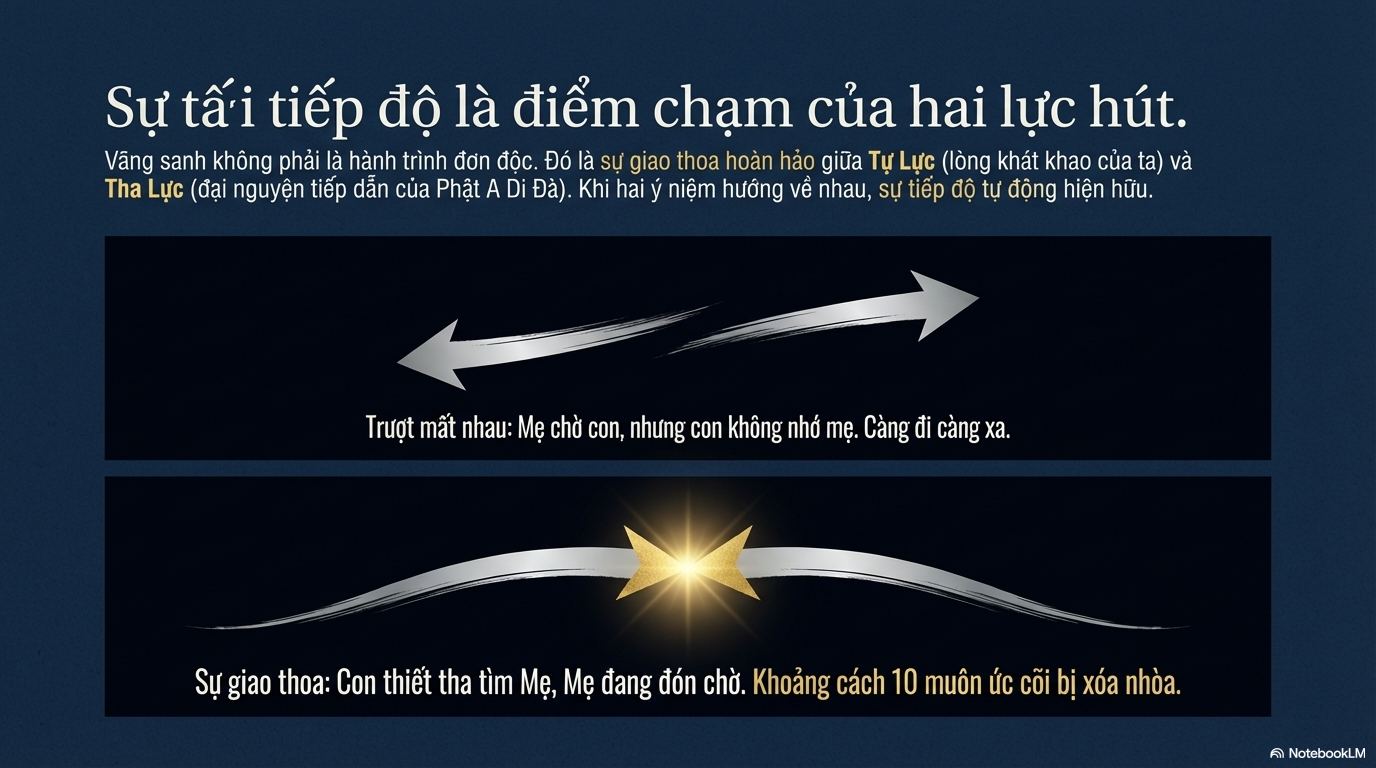 Sự tấֹi tiếp độ là điểm chạm của hai lực hút.
Vãng sanh không phải là hành trình đơn độc. Đó là sự giao thoa hoàn hảo giữa Tự Lực (lòng khát khao của ta) và
Tha Lực (đại nguyện tiếp dẫn của Phật A Di Đà). Khi hai ý niệm hướng về nhau, sự tiếp độ tự động hiện hữu.
Trượt mất nhau: Mẹ chờ con, nhưng con không nhớ mẹ. Càng đi càng xa.
Sự giao thoa: Con thiết tha tìm Mẹ, Mẹ đang đón chờ. Khoảng cách 10 muôn ức cõi bị xóa nhòa.
NotebookLM